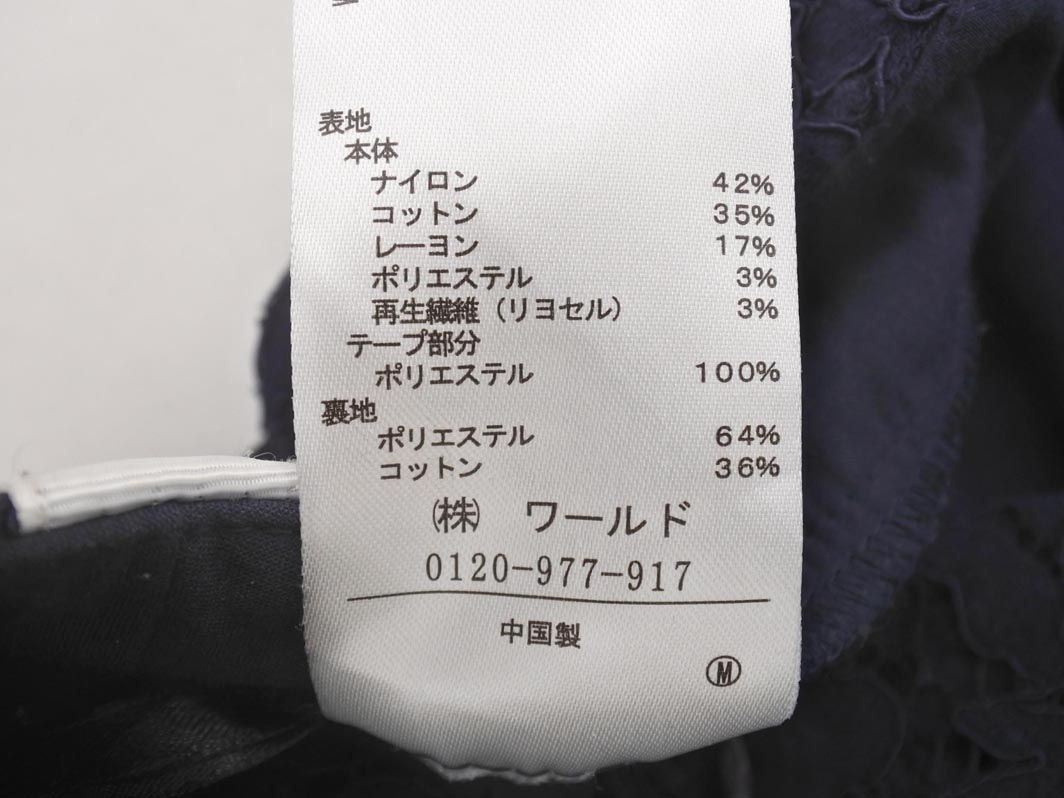 表地
本体
ナイロン 42%
コットン 35%
レーヨン 17%
ポリエステル 3%
再生繊維（リヨセル） 3%
テープ部分
ポリエステル 100%
裏地
ポリエステル 64%
コットン 36%
㈱ ワールド
0120-977-917
中国製
Ⓜ